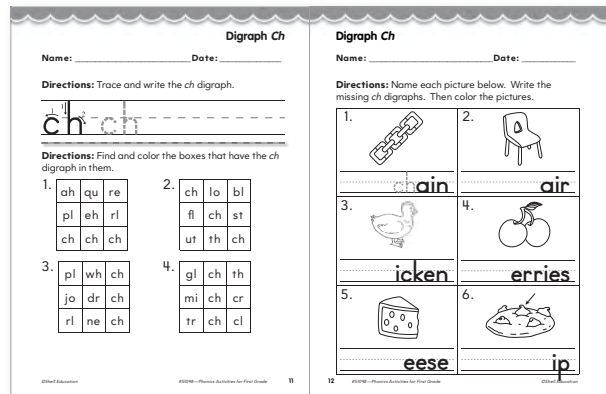 Digraph Ch
Name: ____________ Date: ____________
Directions: Trace and write the ch digraph.
ch ch
Directions: Find and color the boxes that have the ch
digraph in them.
1.
ah qu re
pl eh rl
ch ch ch
2.
ch lo bl
fl ch st
ut th ch
3.
pl wh ch
jo dr ch
rl ne ch
4.
gl ch th
mi ch cr
tr ch cl
©Shell Education #51098—Phonics Activities for First Grade 11
Digraph Ch
Name: ____________ Date: ____________
Directions: Name each picture below. Write the
missing ch digraphs. Then color the pictures.
1.
chain
2.
air
3.
icken
4.
erries
5.
eese
6.
ip
12 #51098—Phonics Activities for First Grade ©Shell Education